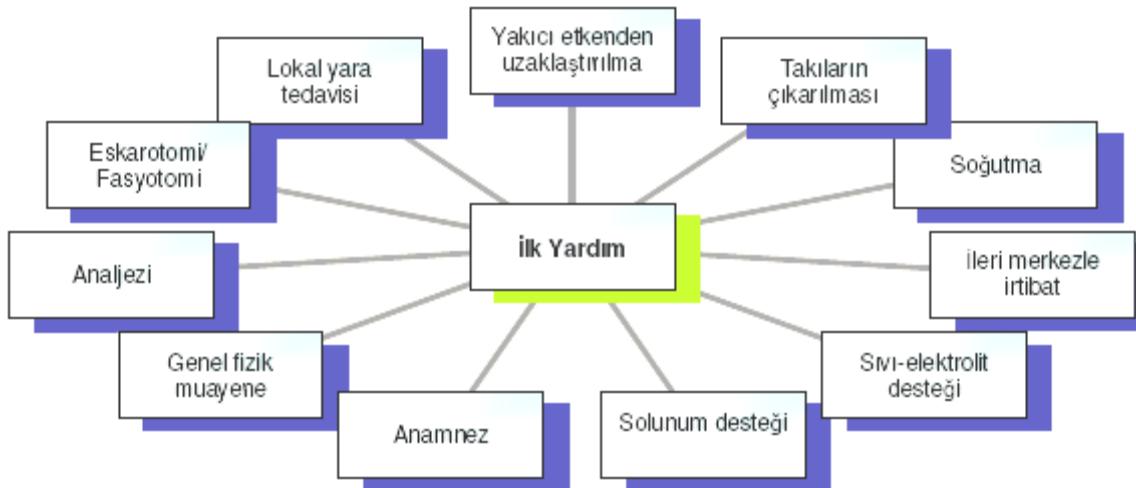 Yakıcı etkenden
uzaklaştırılma
Takıların
çıkarılması
Soğutma
İleri merkezle
irtibat
Sıvı-elektrolit
desteği
Solunum desteği
Anamnez
Genel fizik
muayene
Analjezi
Eskarotomi/
Fasyotomi
Lokal yara
tedavisi
İlk Yardım